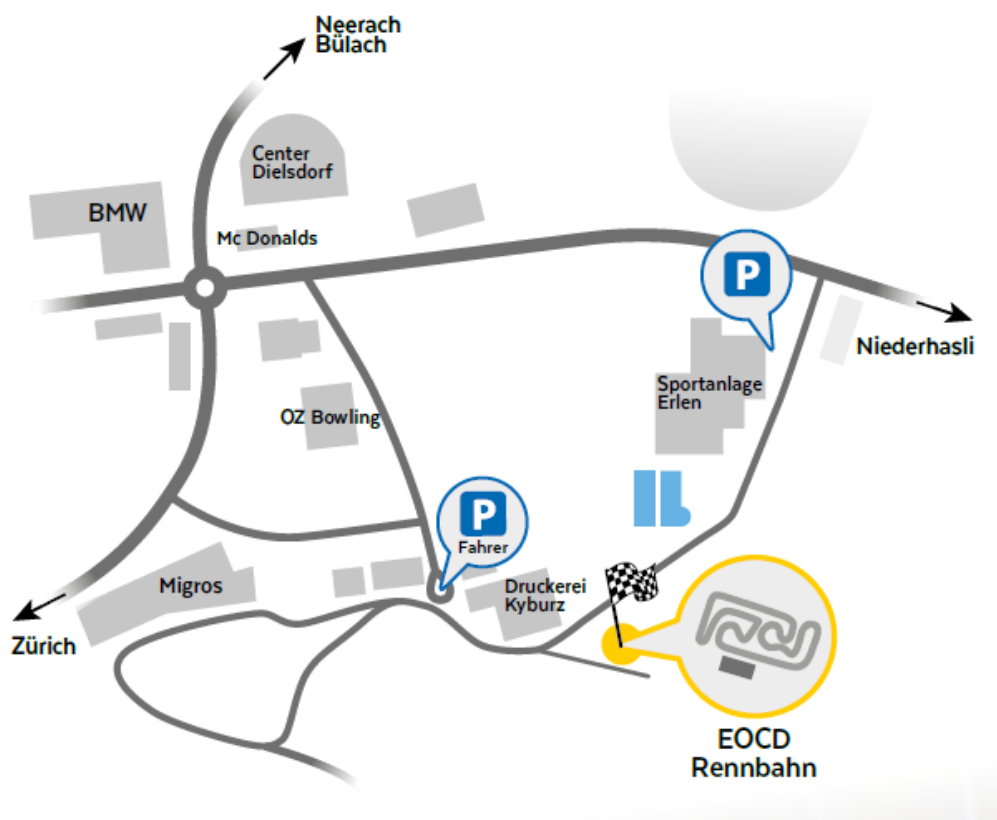 Neerach
Bülach
Center
Dielsdorf
BMW
Mc Donalds
P
Niederhasli
Sportanlage
Erlen
OZ Bowling
P
Fahrer
Migros
Druckerei
Kyburz
Zürich
EOCD
Rennbahn